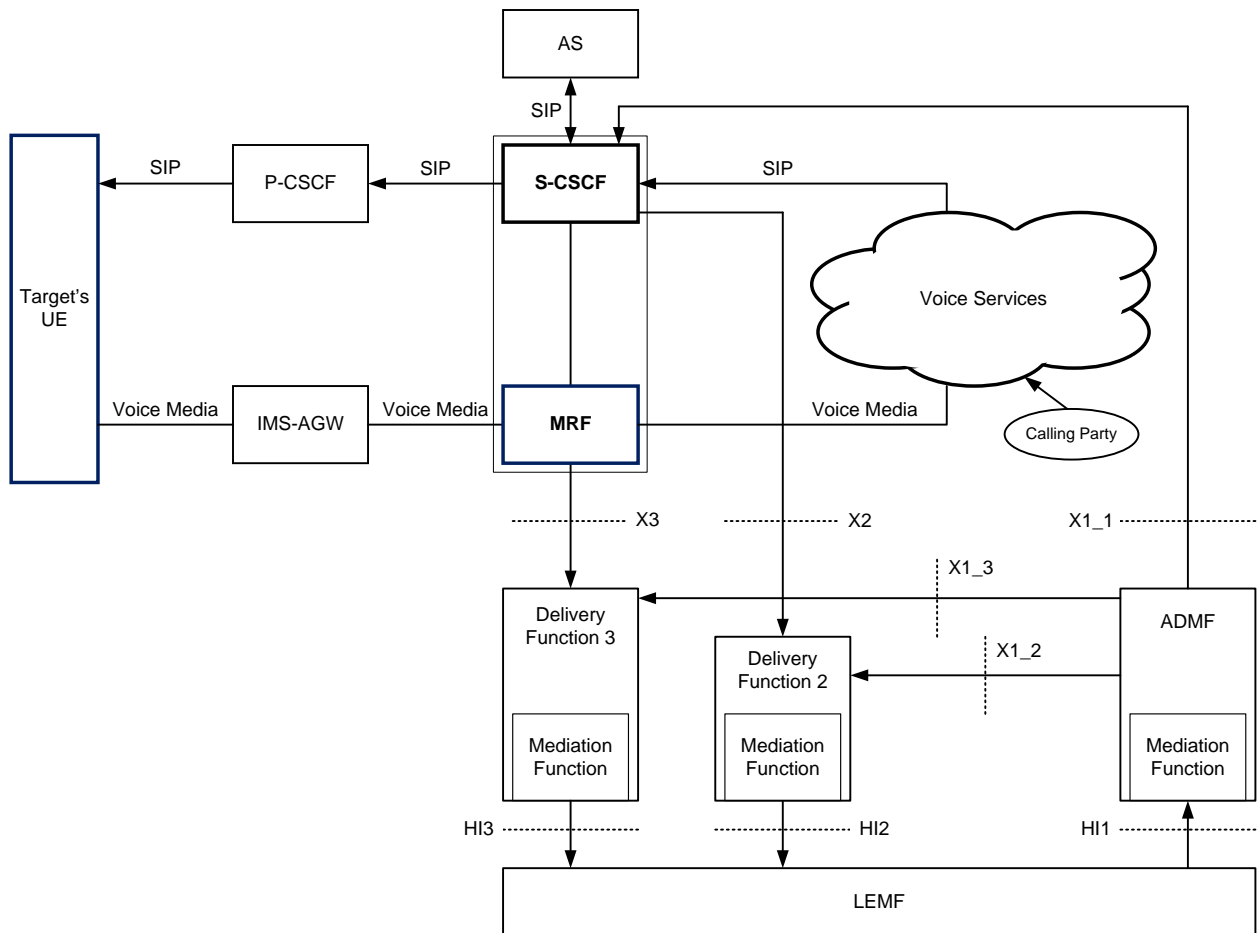 AS
SIP
SIP
P-CSCF
SIP
S-CSCF
SIP
Target's
UE
Voice Services
Voice Media
IMS-AGW
Voice Media
MRF
Voice Media
Calling Party
X3
X2
X1_1
X1_3
Delivery
Function 3
ADMF
X1_2
Delivery
Function 2
Mediation
Function
Mediation
Function
Mediation
Function
HI3
HI2
HI1
LEMF